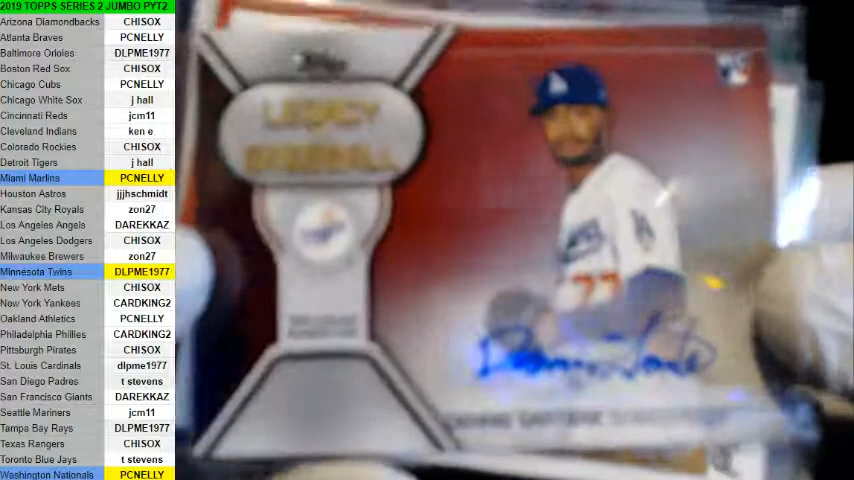 2019 TOPPS SERIES 2 JUMBO PYT2
Arizona Diamondbacks CHISOX
Atlanta Braves PCNELLY
Baltimore Orioles DLPME1977
Boston Red Sox CHISOX
Chicago Cubs PCNELLY
Chicago White Sox j hall
Cincinnati Reds jcm11
Cleveland Indians ken e
Colorado Rockies CHISOX
Detroit Tigers j hall
Miami Marlins PCNELLY
Houston Astros jjjhschmidt
Kansas City Royals zon27
Los Angeles Angels DAREKKAZ
Los Angeles Dodgers CHISOX
Milwaukee Brewers zon27
Minnesota Twins DLPME1977
New York Mets CHISOX
New York Yankees CARDKING2
Oakland Athletics PCNELLY
Philadelphia Phillies CARDKING2
Pittsburgh Pirates CHISOX
St. Louis Cardinals dlpme1977
San Diego Padres t stevens
San Francisco Giants DAREKKAZ
Seattle Mariners jcm11
Tampa Bay Rays DLPME1977
Texas Rangers CHISOX
Toronto Blue Jays t stevens
Washington Nationals PCNELLY
LEGACY
BASEBALL
LA
77